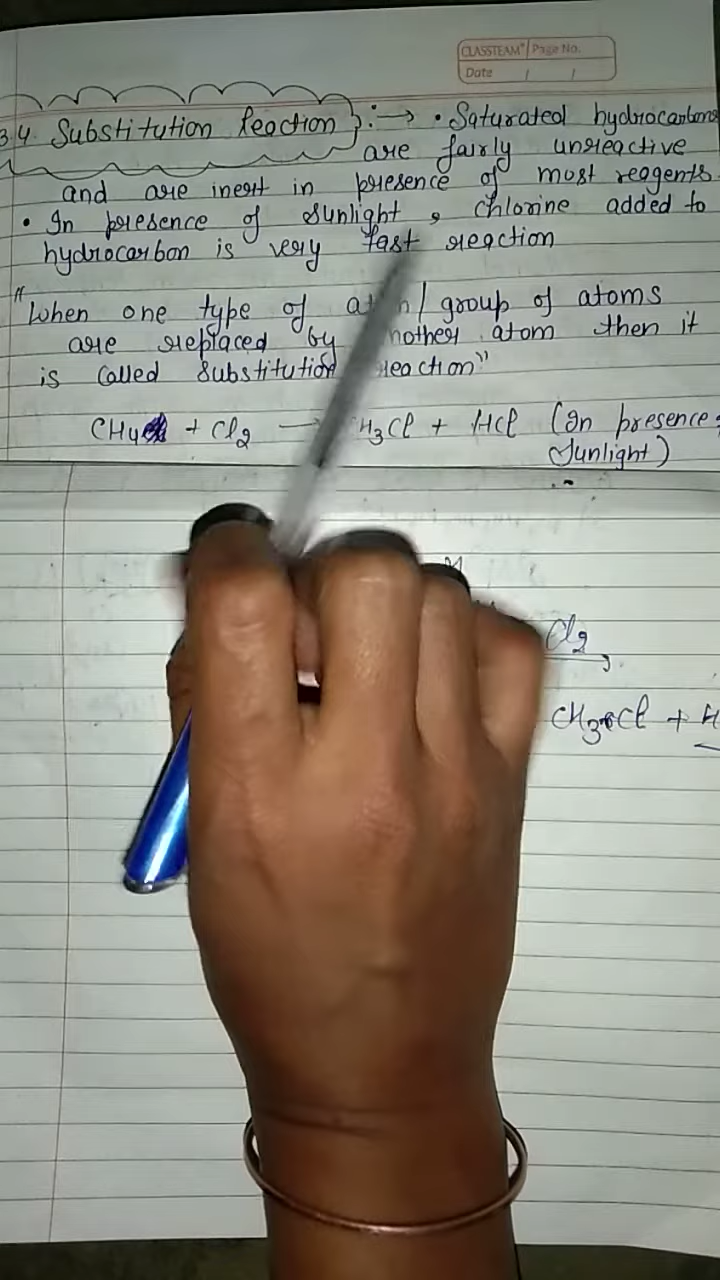 CLASSTEAM® Page No.
Date / /
3.4 Substitution Reaction :→ • Saturated hydrocarbons
are fairly unreactive
and are inert in presence of most reagents.
• In presence of sunlight, chlorine added to
hydrocarbon is very fast reaction
"When one type of / group of atoms
are replaced by atom then it
is called substitution reaction"
CH4 + Cl2 → CH3Cl + HCl (In presence
Sunlight)
Cl2
CH3Cl + H